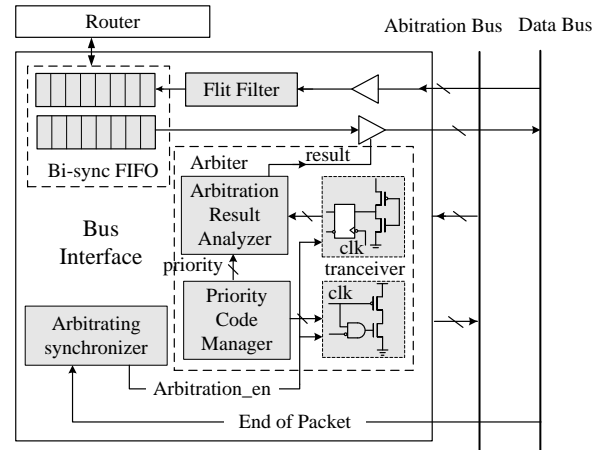 Router
Abitration Bus
Data Bus
Flit Filter
Bi-sync FIFO
Arbiter
result
Arbitration
Result
Analyzer
clk
tranceiver
Bus
Interface
priority
Priority
Code
Manager
clk
Arbitrating
synchronizer
Arbitration_en
End of Packet